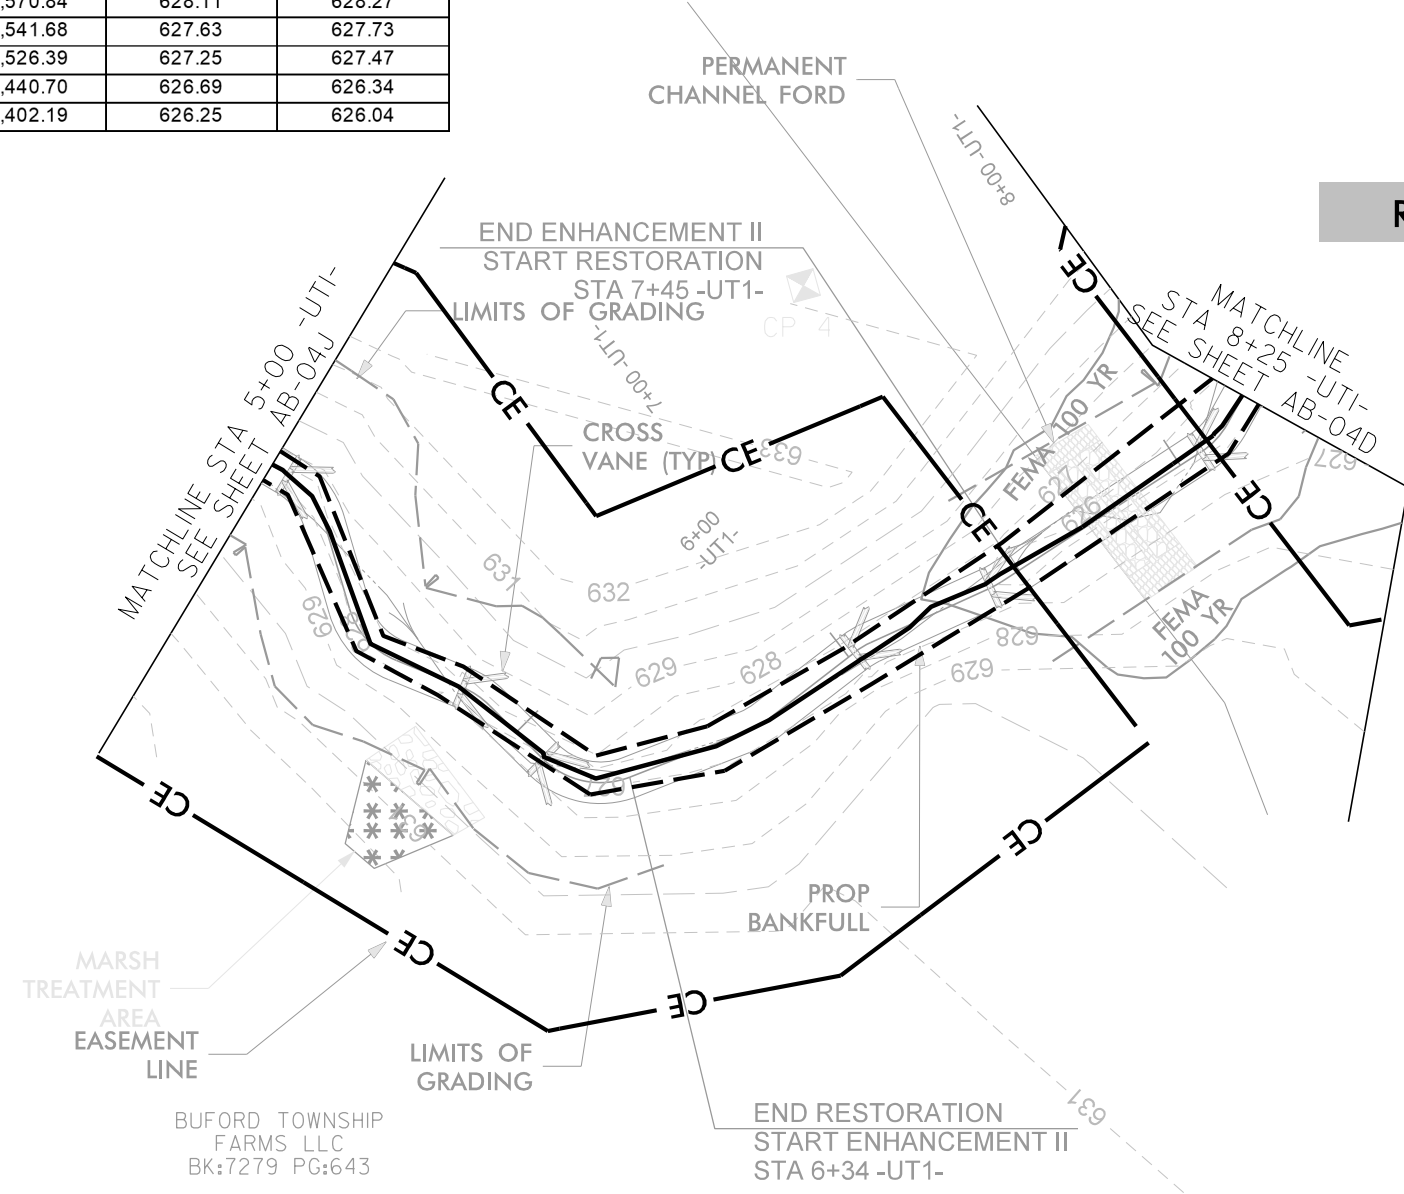 ,570.84 628.11 628.27
,541.68 627.63 627.73
,526.39 627.25 627.47
,440.70 626.69 626.34
,402.19 626.25 626.04
PERMANENT
CHANNEL FORD
8+00-UT1-
R
END ENHANCEMENT II
START RESTORATION
STA 7+45 -UT1-
LIMITS OF GRADING
CP 4
7+00-UT1-
MATCHLINE STA 5+00 -UT1-
SEE SHEET AB-04J
MATCHLINE
STA 8+25 -UT1-
SEE SHEET AB-04D
CE
CE
CE
CE
CE
CROSS
VANE (TYP)
633
FEMA 100 YR
627
626
627
6+00
-UT1-
631
632
629
628
629
628
628
629
FEMA
100 YR
CE
CE
CE
CE
PROP
BANKFULL
MARSH
TREATMENT
AREA
EASEMENT
LINE
LIMITS OF
GRADING
BUFORD TOWNSHIP
FARMS LLC
BK:7279 PG:643
END RESTORATION
START ENHANCEMENT II
STA 6+34 -UT1-
631